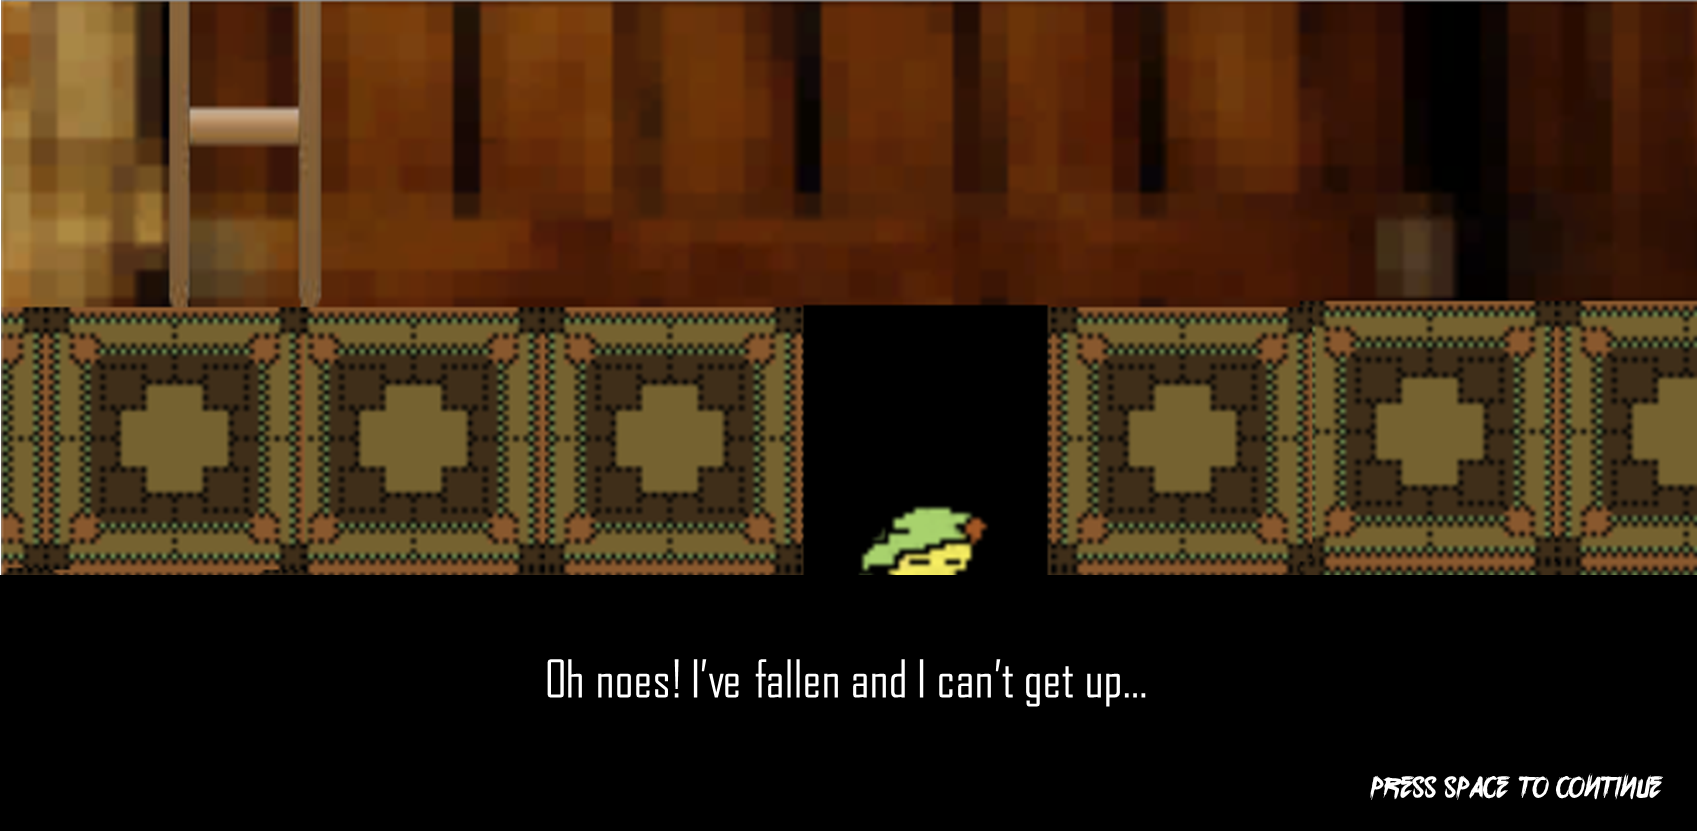 Oh noes! I've fallen and I can't get up...
PRESS SPACE TO CONTINUE